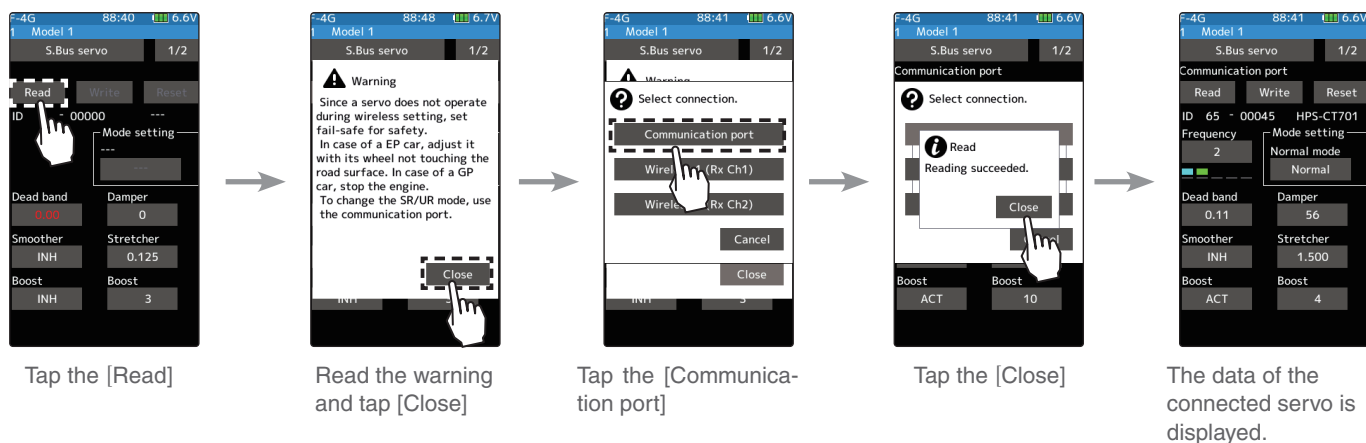 F-4G 88:40 6.6V
1 Model 1
S.Bus servo 1/2
Read Write Reset
ID - 00000 ---
Mode setting
---
---
Dead band Damper
0.00 0
Smoother Stretcher
INH 0.125
Boost Boost
INH 3
Tap the [Read]
F-4G 88:48 6.7V
1 Model 1
S.Bus servo 1/2
Warning
Since a servo does not operate
during wireless setting, set
fail-safe for safety.
In case of a EP car, adjust it
with its wheel not touching the
road surface. In case of a GP
car, stop the engine.
To change the SR/UR mode, use
the communication port.
Close
INH 3
Read the warning
and tap [Close]
F-4G 88:41 6.6V
1 Model 1
S.Bus servo 1/2
Warning
Select connection.
Communication port
(Rx Ch1)
(Rx Ch2)
Cancel
Close
INH 3
Tap the [Communica-
tion port]
F-4G 88:41 6.6V
1 Model 1
S.Bus servo 1/2
Communication port
Select connection.
Read
Reading succeeded.
Close
Boost Boost
ACT 10
Tap the [Close]
F-4G 88:41 6.6V
1 Model 1
S.Bus servo 1/2
Communication port
Read Write Reset
ID 65 - 00045 HPS-CT701
Frequency Mode setting
2 Normal mode
Normal
Dead band Damper
0.11 56
Smoother Stretcher
INH 1.500
Boost Boost
ACT 4
The data of the
connected servo is
displayed.